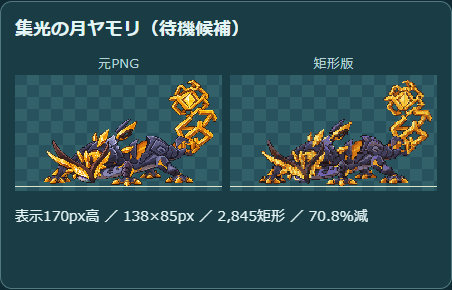 集光の月ヤモリ（待機候補）
元PNG
矩形版
表示170px高 ／ 138×85px ／ 2,845矩形 ／ 70.8%減